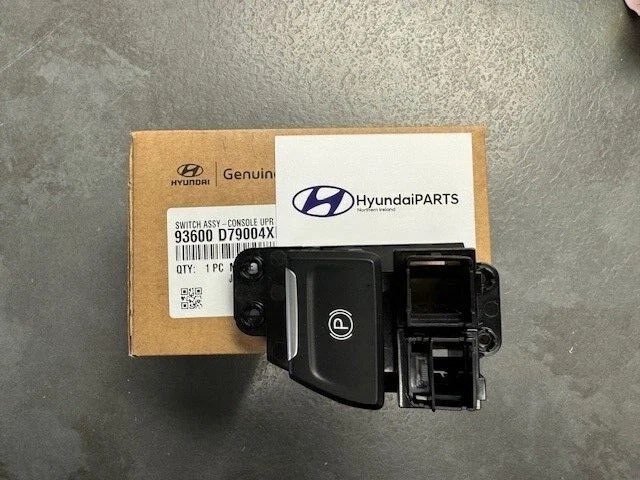 HYUNDAI
Genuine
HyundaiPARTS
Northern Ireland
SWITCH ASSY-CONSOLE UPR
93600 D79004X
QTY: 1 PC
P